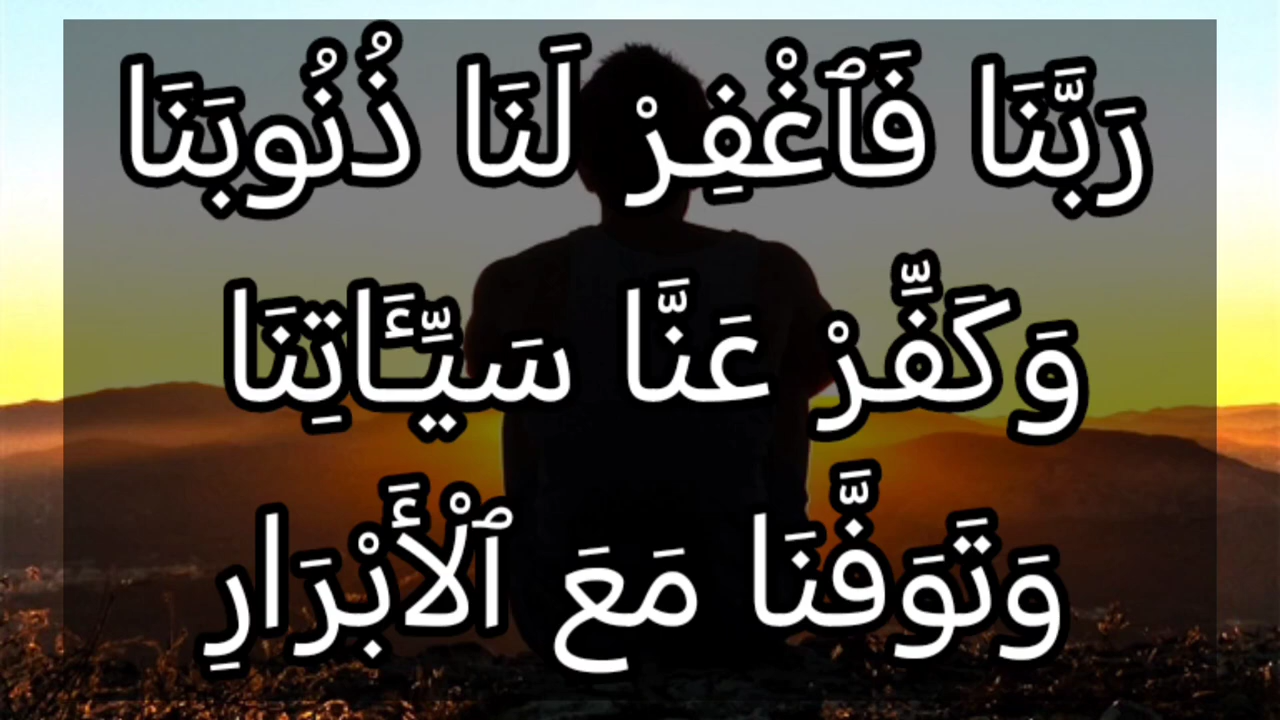 رَبَّنَا فَٱغْفِرْ لَنَا ذُنُوبَنَا
وَكَفِّرْ عَنَّا سَيِّـَٔاتِنَا
وَتَوَفَّنَا مَعَ ٱلْأَبْرَارِ